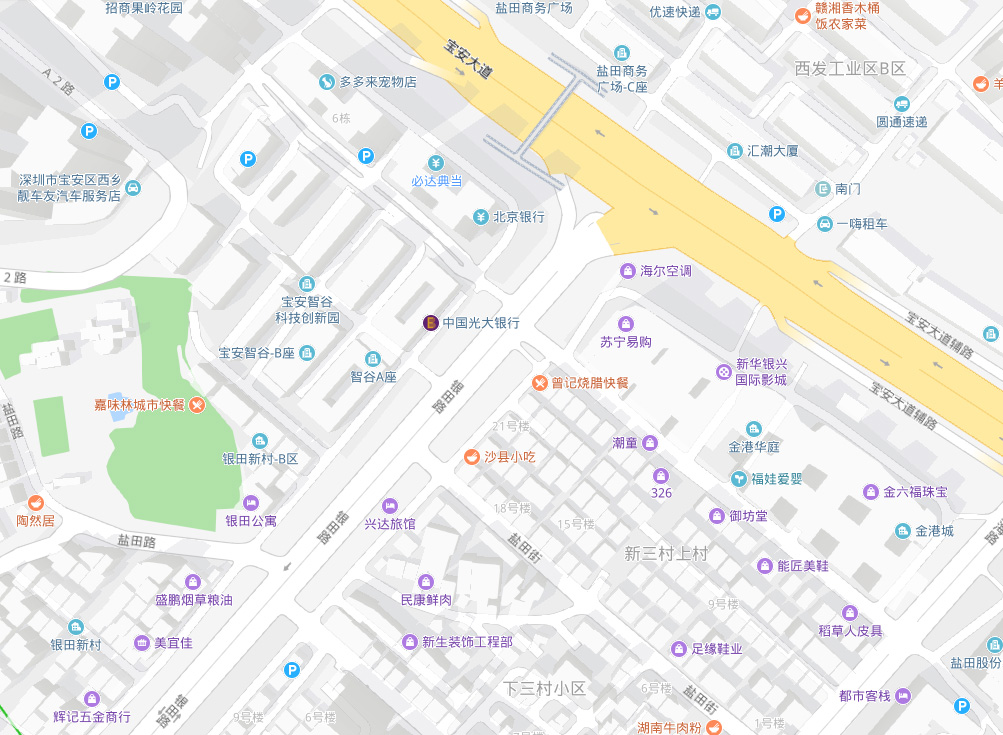 招商果岭花园
盐田商务广场
优速快递
赣湘香木桶
饭农家菜
宝安大道
A 2 路
多多来宠物店
盐田商务
广场-C座
西发工业区B区
羊
6栋
圆通速递
汇潮大厦
必达典当
深圳市宝安区西乡
靓车友汽车服务店
南门
北京银行
一嗨租车
2 路
海尔空调
宝安智谷
科技创新园
中国光大银行
苏宁易购
宝安大道辅路
宝安智谷-B座
智谷A座
新华银兴
国际影城
曾记烧腊快餐
宝安大道辅路
银田路
嘉味林城市快餐
盐田路
21号楼
潮童
金港华庭
银田新村-B区
沙县小吃
福娃爱婴
326
金六福珠宝
陶然居
银田公寓
兴达旅馆
18号楼
15号楼
御坊堂
金港城
银田路
盐田路
盐田街
新三村上村
能匠美鞋
盛鹏烟草粮油
民康鲜肉
9号楼
稻草人皮具
银田新村
美宜佳
新生装饰工程部
足缘鞋业
盐田股份
下三村小区
6号楼
盐田街
都市客栈
辉记五金商行
银田路
9号楼
6号楼
湖南牛肉粉
1号楼